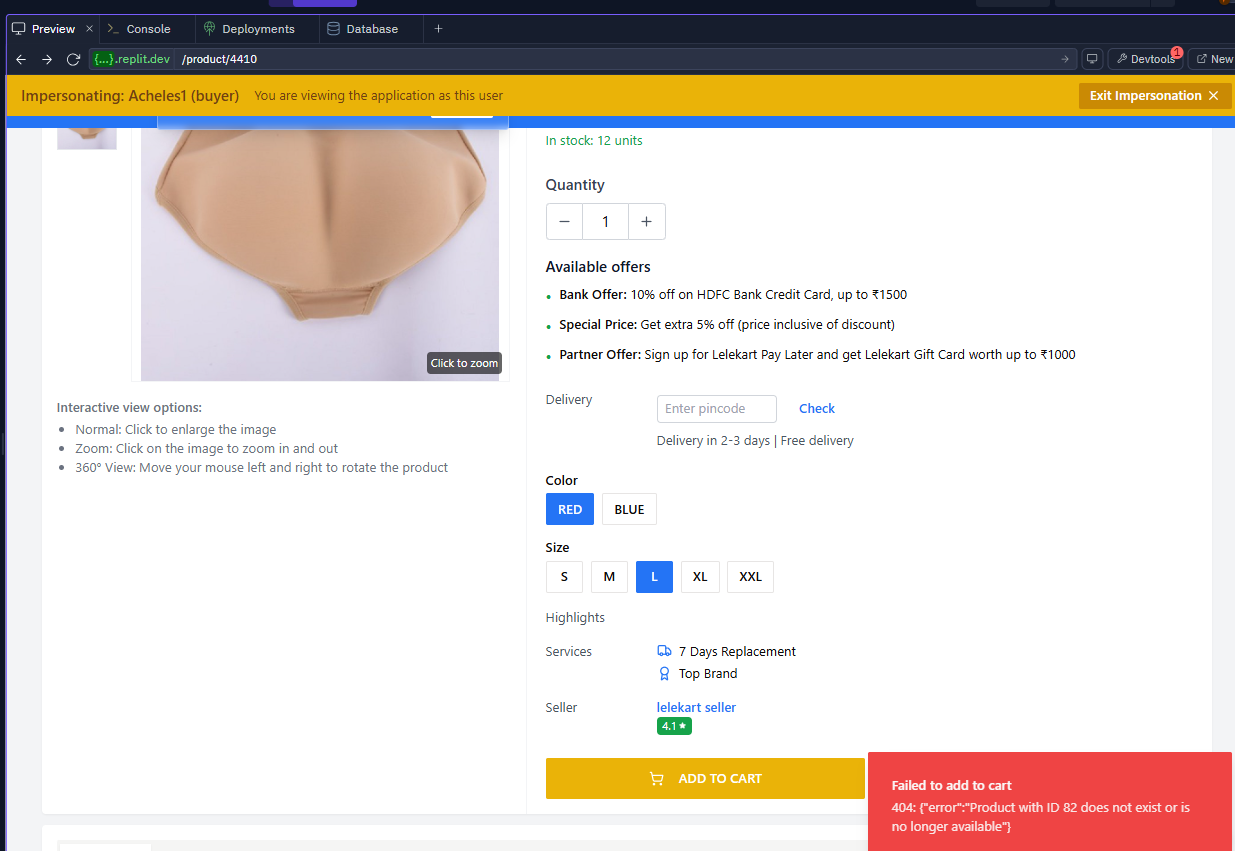 Preview
Console
Deployments
Database
{...}.replit.dev /product/4410
Devtools
1
New
Impersonating: Acheles1 (buyer) You are viewing the application as this user
Exit Impersonation
In stock: 12 units
Quantity
1
Available offers
Bank Offer: 10% off on HDFC Bank Credit Card, up to ₹1500
Special Price: Get extra 5% off (price inclusive of discount)
Partner Offer: Sign up for Lelekart Pay Later and get Lelekart Gift Card worth up to ₹1000
Click to zoom
Interactive view options:
Normal: Click to enlarge the image
Zoom: Click on the image to zoom in and out
360° View: Move your mouse left and right to rotate the product
Delivery
Enter pincode
Check
Delivery in 2-3 days | Free delivery
Color
RED BLUE
Size
S M L XL XXL
Highlights
Services
7 Days Replacement
Top Brand
Seller
lelekart seller
4.1
ADD TO CART
Failed to add to cart
404: {"error":"Product with ID 82 does not exist or is
no longer available"}